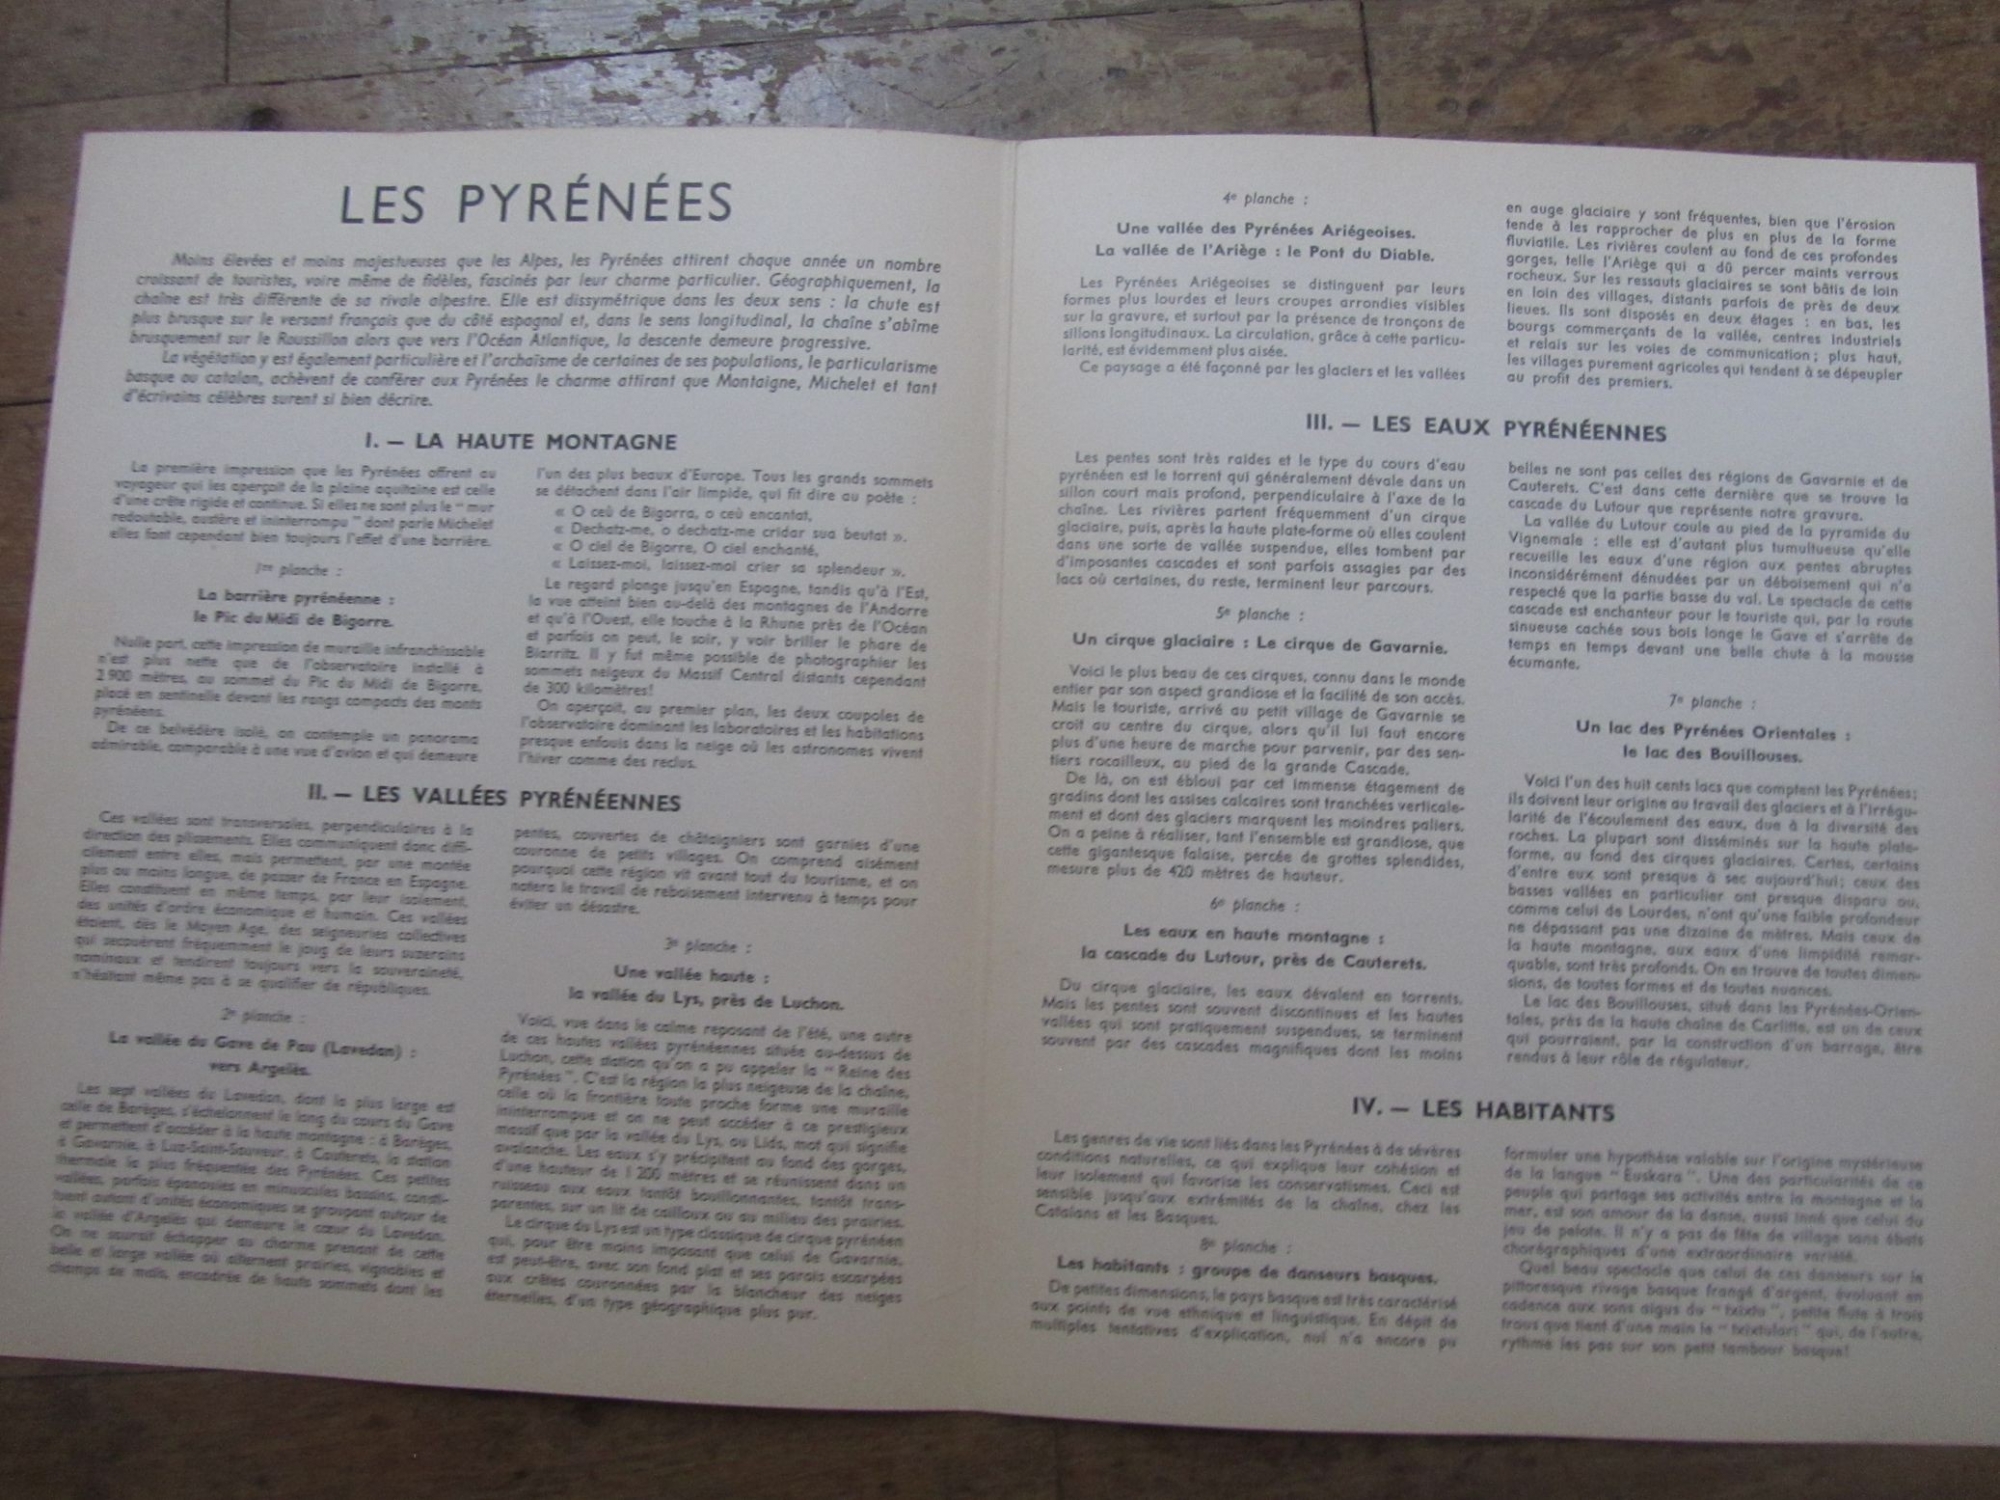 LES PYRÉNÉES
Moins élevées et moins majestueuses que les Alpes, les Pyrénées attirent chaque année un nombre
croissant de touristes, voire même de fidèles, fascinés par leur charme particulier. Géographiquement, la
chaîne est très différente de sa rivale alpestre. Elle est dissymétrique dans les deux sens : la chute est
plus brusque sur le versant français que du côté espagnol et, dans le sens longitudinal, la chaîne s'abîme
brusquement sur le Roussillon alors que vers l'Océan Atlantique, la descente demeure progressive.
La végétation y est également particulière et l'archaïsme de certaines de ses populations, le particularisme
basque ou catalan, achèvent de conférer aux Pyrénées le charme attirant que Montaigne, Michelet et tant
d'écrivains célèbres surent si bien décrire.
I. — LA HAUTE MONTAGNE
La première impression que les Pyrénées offrent au
voyageur qui les aperçoit de la plaine aquitaine est celle
d'une crête rigide et continue. Si elles ne sont plus le " mur
redoutable, austère et ininterrompu " dont parle Michelet
elles font cependant bien toujours l'effet d'une barrière.
1re planche :
La barrière pyrénéenne :
le Pic du Midi de Bigorre.
Nulle part, cette impression de muraille infranchissable
n'est plus nette que de l'observatoire installé à
2 900 mètres, au sommet du Pic du Midi de Bigorre,
placé en sentinelle devant les rangs compacts des monts
pyrénéens.
De ce belvédère isolé, on contemple un panorama
admirable, comparable à une vue d'avion et qui demeure
l'un des plus beaux d'Europe. Tous les grands sommets
se détachent dans l'air limpide, qui fit dire au poète :
« O ceù de Bigorra, o ceù encantat,
« Dechatz-me, o dechatz-me cridar sua beutat ».
« O ciel de Bigorre, O ciel enchanté,
« Laissez-moi, laissez-moi crier sa splendeur ».
Le regard plonge jusqu'en Espagne, tandis qu'à l'Est,
la vue atteint bien au-delà des montagnes de l'Andorre
et qu'à l'Ouest, elle touche à la Rhune près de l'Océan
et parfois on peut, le soir, y voir briller le phare de
Biarritz. Il y fut même possible de photographier les
sommets neigeux du Massif Central distants cependant
de 300 kilomètres!
On aperçoit, au premier plan, les deux coupoles de
l'observatoire dominant les laboratoires et les habitations
presque enfouis dans la neige où les astronomes vivent
l'hiver comme des reclus.
II. — LES VALLÉES PYRÉNÉENNES
Ces vallées sont transversales, perpendiculaires à la
direction des plissements. Elles communiquent donc diffi-
cilement entre elles, mais permettent, par une montée
plus ou moins longue, de passer de France en Espagne.
Elles constituent en même temps, par leur isolement,
des unités d'ordre économique et humain. Ces vallées
étaient, dès le Moyen Age, des seigneuries collectives
qui secouèrent fréquemment le joug de leurs suzerains
nominaux et tendirent toujours vers la souveraineté,
n'hésitant même pas à se qualifier de républiques.
2e planche :
La vallée du Gave de Pau (Lavedan) :
vers Argelès.
Les sept vallées du Lavedan, dont la plus large est
celle de Barèges, s'échelonnent le long du cours du Gave
et permettent d'accéder à la haute montagne : à Barèges,
à Gavarnie, à Luz-Saint-Sauveur, à Cauterets, la station
thermale la plus fréquentée des Pyrénées. Ces petites
vallées, parfois épanouies en minuscules bassins, consti-
tuent autant d'unités économiques se groupant autour de
la vallée d'Argelès qui demeure le cœur du Lavedan.
On ne saurait échapper au charme prenant de cette
belle et large vallée où alternent prairies, vignobles et
champs de maïs, encadrée de hauts sommets dont les
pentes, couvertes de châtaigniers sont garnies d'une
couronne de petits villages. On comprend aisément
pourquoi cette région vit avant tout du tourisme, et on
notera le travail de reboisement intervenu à temps pour
éviter un désastre.
3e planche :
Une vallée haute :
la vallée du Lys, près de Luchon.
Voici, vue dans le calme reposant de l'été, une autre
de ces hautes vallées pyrénéennes située au-dessus de
Luchon, cette station qu'on a pu appeler la " Reine des
Pyrénées ". C'est la région la plus neigeuse de la chaîne,
celle où la frontière toute proche forme une muraille
ininterrompue et on ne peut accéder à ce prestigieux
massif que par la vallée du Lys, ou Lids, mot qui signifie
avalanche. Les eaux s'y précipitent au fond des gorges,
d'une hauteur de 1 200 mètres et se réunissent dans un
ruisseau aux eaux tantôt bouillonnantes, tantôt trans-
parentes, sur un lit de cailloux ou au milieu des prairies.
Le cirque du Lys est un type classique de cirque pyrénéen
qui, pour être moins imposant que celui de Gavarnie,
est peut-être, avec son fond plat et ses parois escarpées
aux crêtes couronnées par la blancheur des neiges
éternelles, d'un type géographique plus pur.
4e planche :
Une vallée des Pyrénées Ariégeoises.
La vallée de l'Ariège : le Pont du Diable.
Les Pyrénées Ariégeoises se distinguent par leurs
formes plus lourdes et leurs croupes arrondies visibles
sur la gravure, et surtout par la présence de tronçons de
sillons longitudinaux. La circulation, grâce à cette particu-
larité, est évidemment plus aisée.
Ce paysage a été façonné par les glaciers et les vallées
en auge glaciaire y sont fréquentes, bien que l'érosion
tende à les rapprocher de plus en plus de la forme
fluviatile. Les rivières coulent au fond de ces profondes
gorges, telle l'Ariège qui a dû percer maints verrous
rocheux. Sur les ressauts glaciaires se sont bâtis de loin
en loin des villages, distants parfois de près de deux
lieues. Ils sont disposés en deux étages : en bas, les
bourgs commerçants de la vallée, centres industriels
et relais sur les voies de communication; plus haut,
les villages purement agricoles qui tendent à se dépeupler
au profit des premiers.
III. — LES EAUX PYRÉNÉENNES
Les pentes sont très raides et le type du cours d'eau
pyrénéen est le torrent qui généralement dévale dans un
sillon court mais profond, perpendiculaire à l'axe de la
chaîne. Les rivières partent fréquemment d'un cirque
glaciaire, puis, après la haute plate-forme où elles coulent
dans une sorte de vallée suspendue, elles tombent par
d'imposantes cascades et sont parfois assagies par des
lacs où certaines, du reste, terminent leur parcours.
5e planche :
Un cirque glaciaire : Le cirque de Gavarnie.
Voici le plus beau de ces cirques, connu dans le monde
entier par son aspect grandiose et la facilité de son accès.
Mais le touriste, arrivé au petit village de Gavarnie se
croit au centre du cirque, alors qu'il lui faut encore
plus d'une heure de marche pour parvenir, par des sen-
tiers rocailleux, au pied de la grande Cascade.
De là, on est ébloui par cet immense étagement de
gradins dont les assises calcaires sont tranchées verticale-
ment et dont des glaciers marquent les moindres paliers.
On a peine à réaliser, tant l'ensemble est grandiose, que
cette gigantesque falaise, percée de grottes splendides,
mesure plus de 420 mètres de hauteur.
6e planche :
Les eaux en haute montagne :
la cascade du Lutour, près de Cauterets.
Du cirque glaciaire, les eaux dévalent en torrents.
Mais les pentes sont souvent discontinues et les hautes
vallées qui sont pratiquement suspendues, se terminent
souvent par des cascades magnifiques dont les moins
belles ne sont pas celles des régions de Gavarnie et de
Cauterets. C'est dans cette dernière que se trouve la
cascade du Lutour que représente notre gravure.
La vallée du Lutour coule au pied de la pyramide du
Vignemale : elle est d'autant plus tumultueuse qu'elle
recueille les eaux d'une région aux pentes abruptes
inconsidérément dénudées par un déboisement qui n'a
respecté que la partie basse du val. Le spectacle de cette
cascade est enchanteur pour le touriste qui, par la route
sinueuse cachée sous bois longe le Gave et s'arrête de
temps en temps devant une belle chute à la mousse
écumante.
7e planche :
Un lac des Pyrénées Orientales :
le lac des Bouillouses.
Voici l'un des huit cents lacs que comptent les Pyrénées;
ils doivent leur origine au travail des glaciers et à l'irrégu-
larité de l'écoulement des eaux, due à la diversité des
roches. La plupart sont disséminés sur la haute plate-
forme, au fond des cirques glaciaires. Certes, certains
d'entre eux sont presque à sec aujourd'hui; ceux des
basses vallées en particulier ont presque disparu ou,
comme celui de Lourdes, n'ont qu'une faible profondeur
ne dépassant pas une dizaine de mètres. Mais ceux de
la haute montagne, aux eaux d'une limpidité remar-
quable, sont très profonds. On en trouve de toutes dimen-
sions, de toutes formes et de toutes nuances.
Le lac des Bouillouses, situé dans les Pyrénées-Orien-
tales, près de la haute chaîne de Carlitte, est un de ceux
qui pourraient, par la construction d'un barrage, être
rendus à leur rôle de régulateur.
IV. — LES HABITANTS
Les genres de vie sont liés dans les Pyrénées à de sévères
conditions naturelles, ce qui explique leur cohésion et
leur isolement qui favorise les conservatismes. Ceci est
sensible jusqu'aux extrémités de la chaîne, chez les
Catalans et les Basques.
8e planche :
Les habitants : groupe de danseurs basques.
De petites dimensions, le pays basque est très caractérisé
aux points de vue ethnique et linguistique. En dépit de
multiples tentatives d'explication, nul n'a encore pu
formuler une hypothèse valable sur l'origine mystérieuse
de la langue " Euskara ". Une des particularités de ce
peuple qui partage ses activités entre la montagne et la
mer, est son amour de la danse, aussi inné que celui du
jeu de pelote. Il n'y a pas de fête de village sans ébats
chorégraphiques d'une extraordinaire variété.
Quel beau spectacle que celui de ces danseurs sur le
pittoresque rivage basque frangé d'argent, évoluant en
cadence aux sons aigus du " txixtu ", petite flute à trois
trous que tient d'une main le " txixtulari " qui, de l'autre,
rythme les pas sur son petit tambour basque!